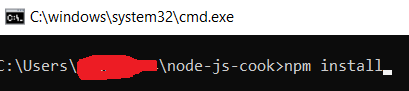 C:\windows\system32\cmd.exe
C:\Users\ \node-js-cook>npm install